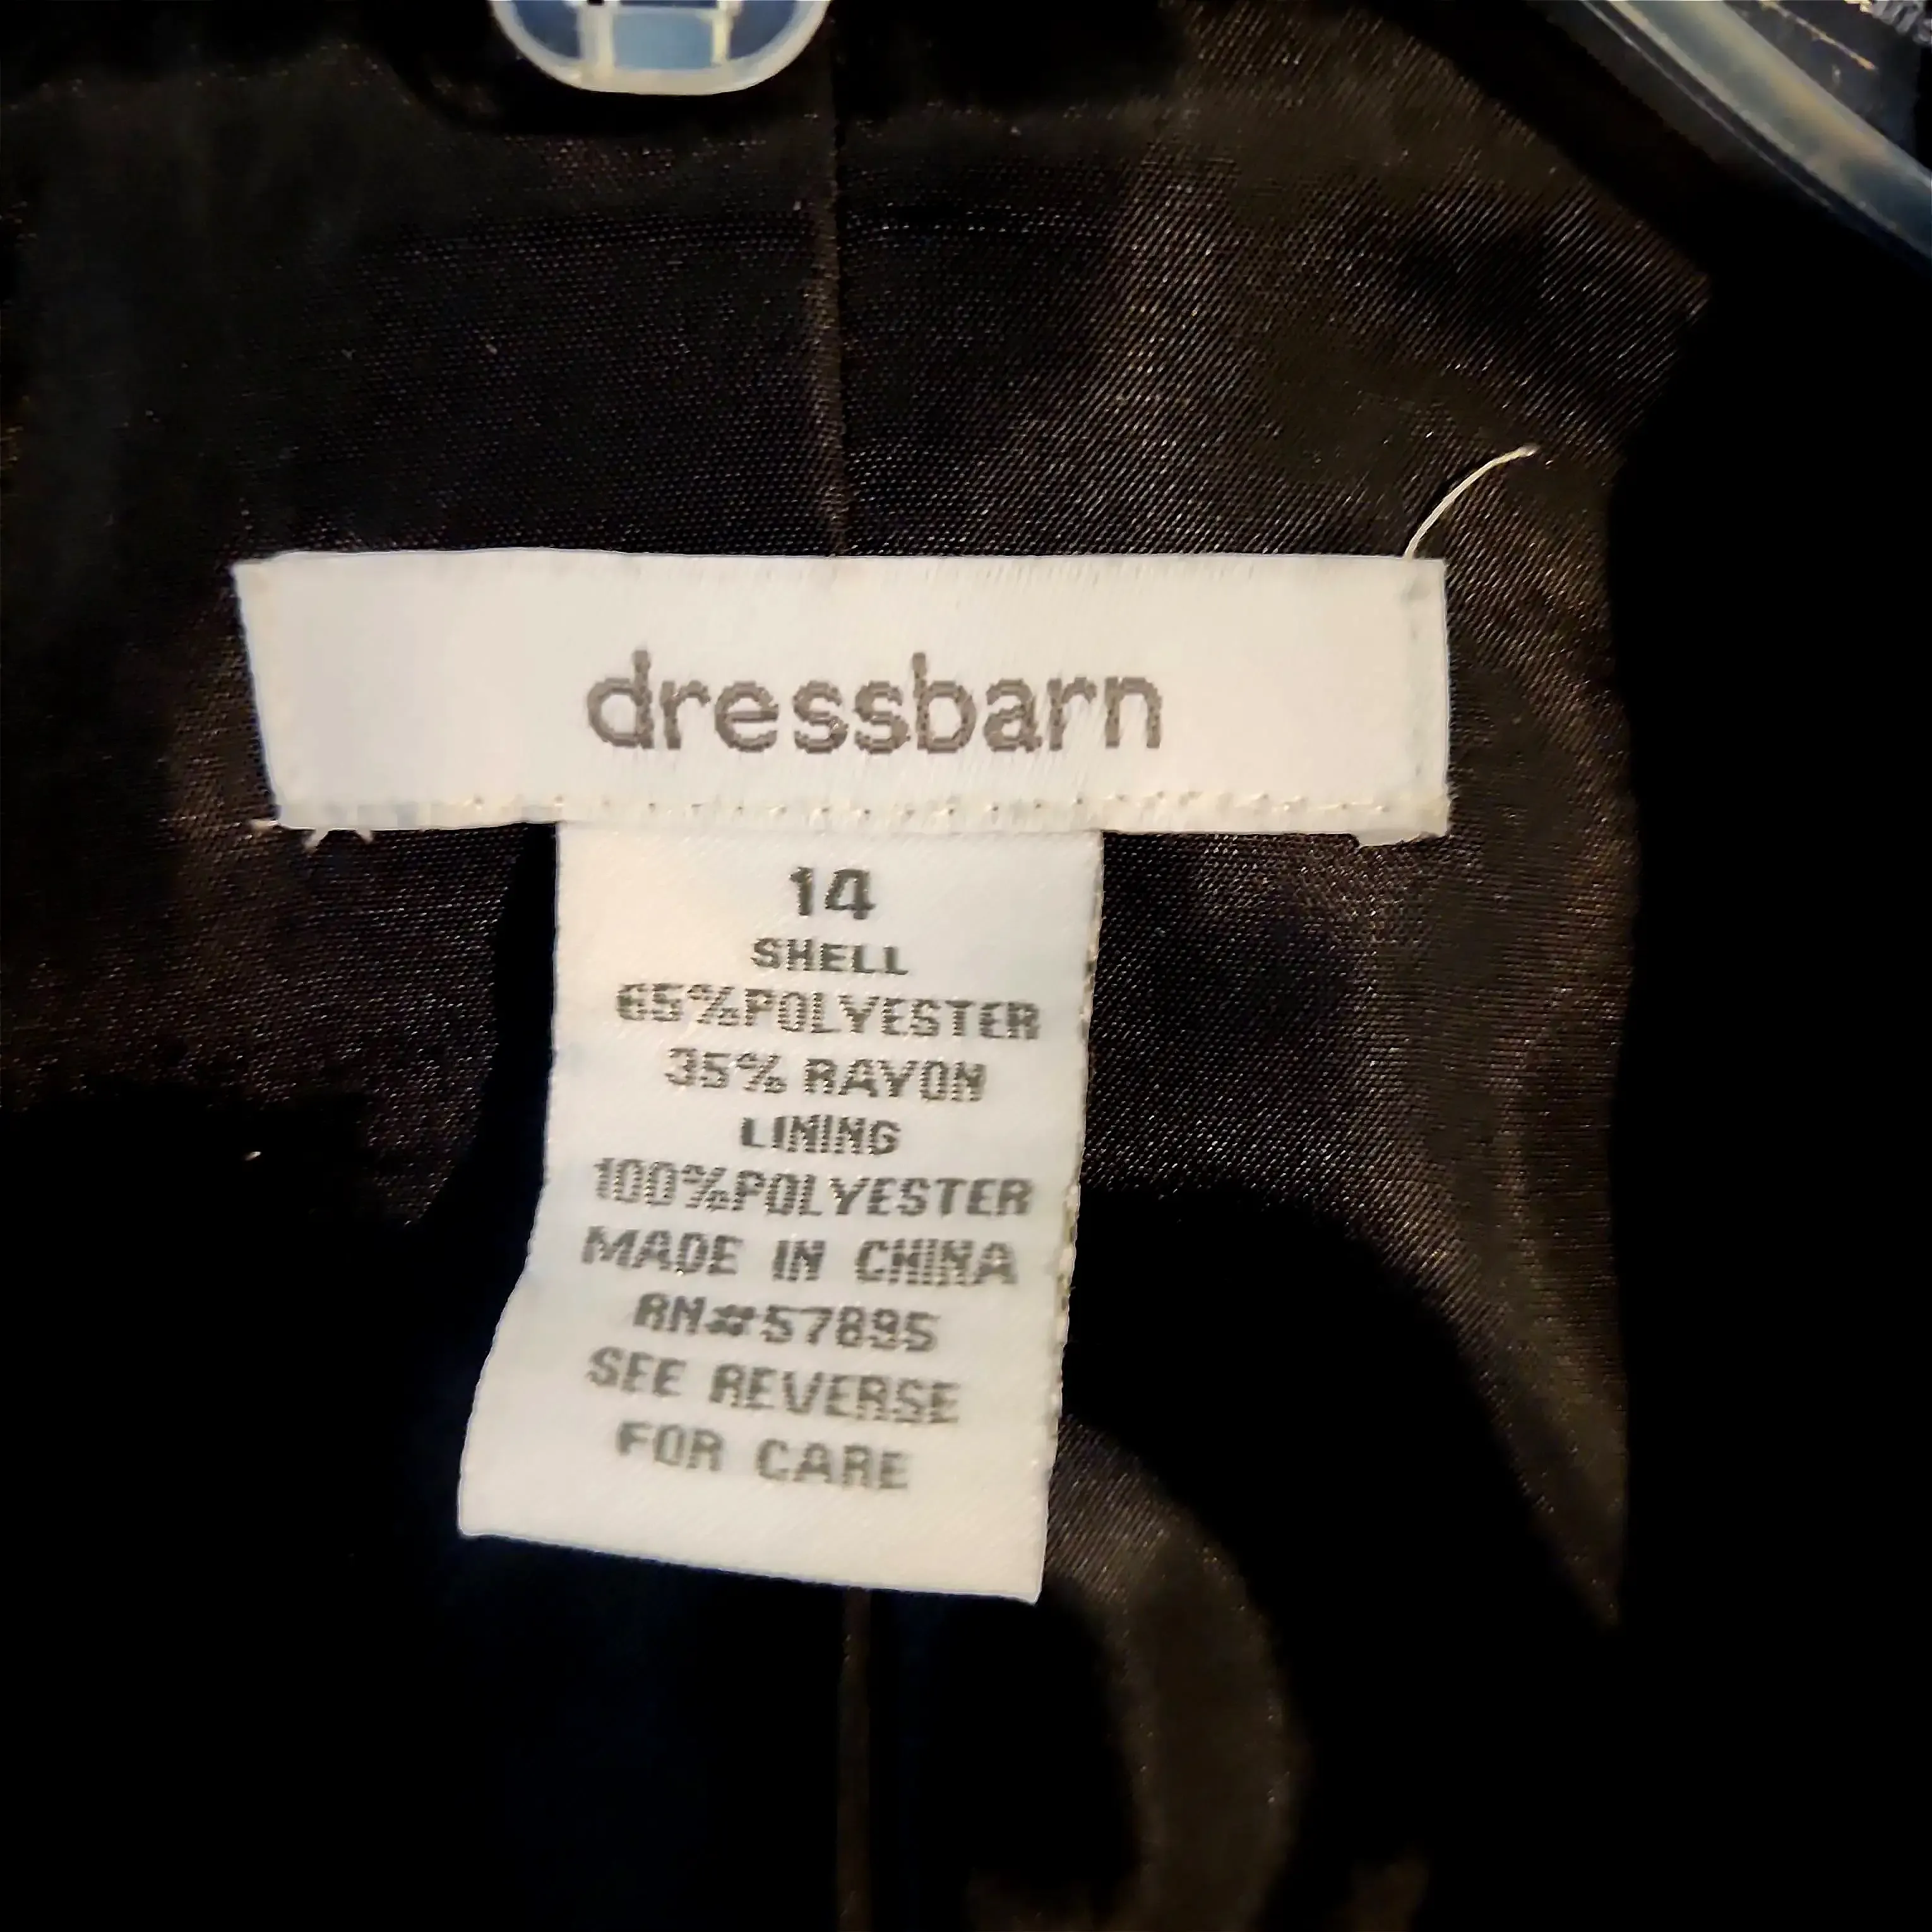 dressbarn
14
SHELL
65%POLYESTER
35% RAYON
LINING
100%POLYESTER
MADE IN CHINA
RN#57895
SEE REVERSE
FOR CARE